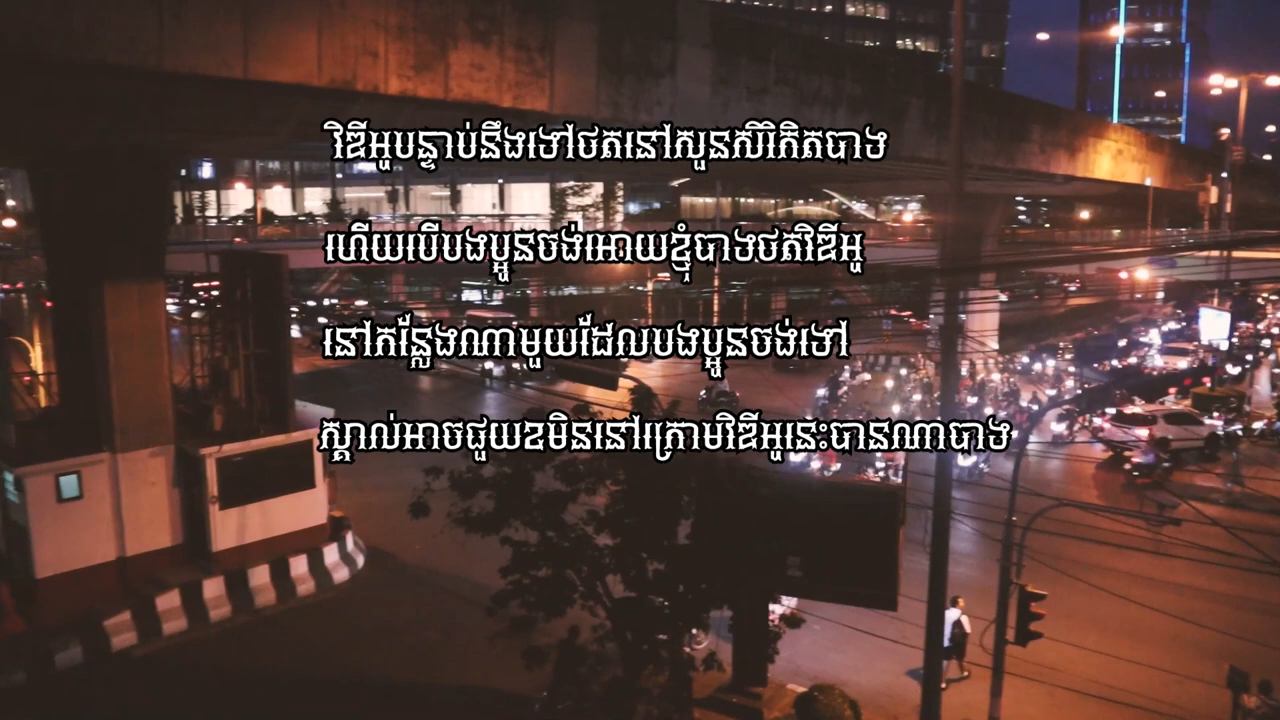 វិឌីអូបន្ទាប់នឹងទៅថតនៅសួនសិរីកិតបាង
ហើយបើបងប្អូនចង់អោយខ្ញុំបាងថតវិឌីអូ
នៅកន្លែងណាមួយដែលបងប្អូនចង់ទៅ
ស្គាល់អាចជួយខមិននៅក្រោមវិឌីអូនេះបានណាបាង